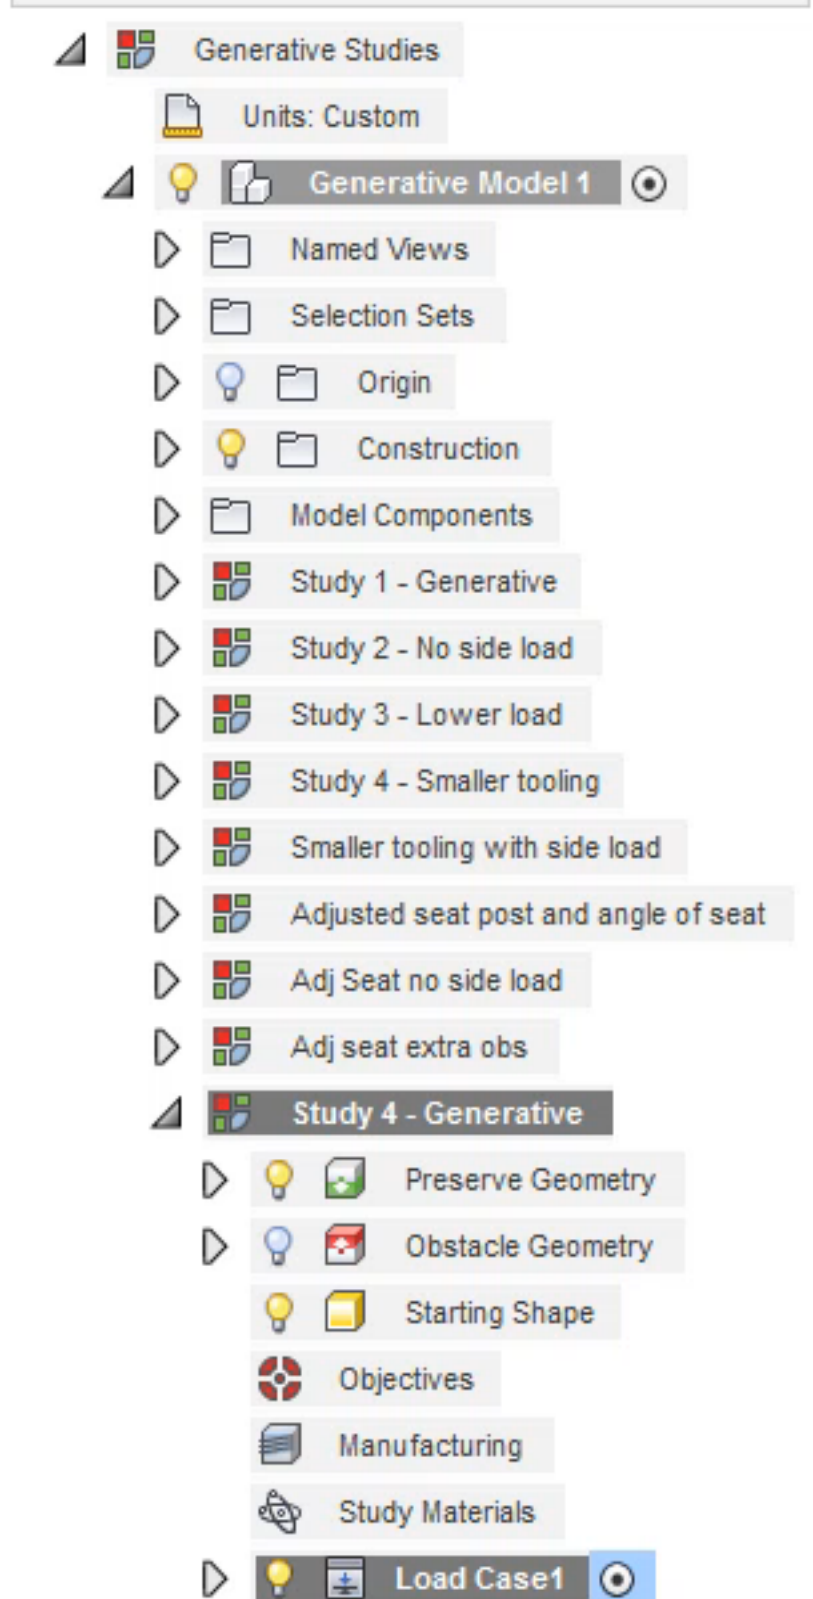 Generative Studies
Units: Custom
Generative Model 1
Named Views
Selection Sets
Origin
Construction
Model Components
Study 1 - Generative
Study 2 - No side load
Study 3 - Lower load
Study 4 - Smaller tooling
Smaller tooling with side load
Adjusted seat post and angle of seat
Adj Seat no side load
Adj seat extra obs
Study 4 - Generative
Preserve Geometry
Obstacle Geometry
Starting Shape
Objectives
Manufacturing
Study Materials
Load Case1